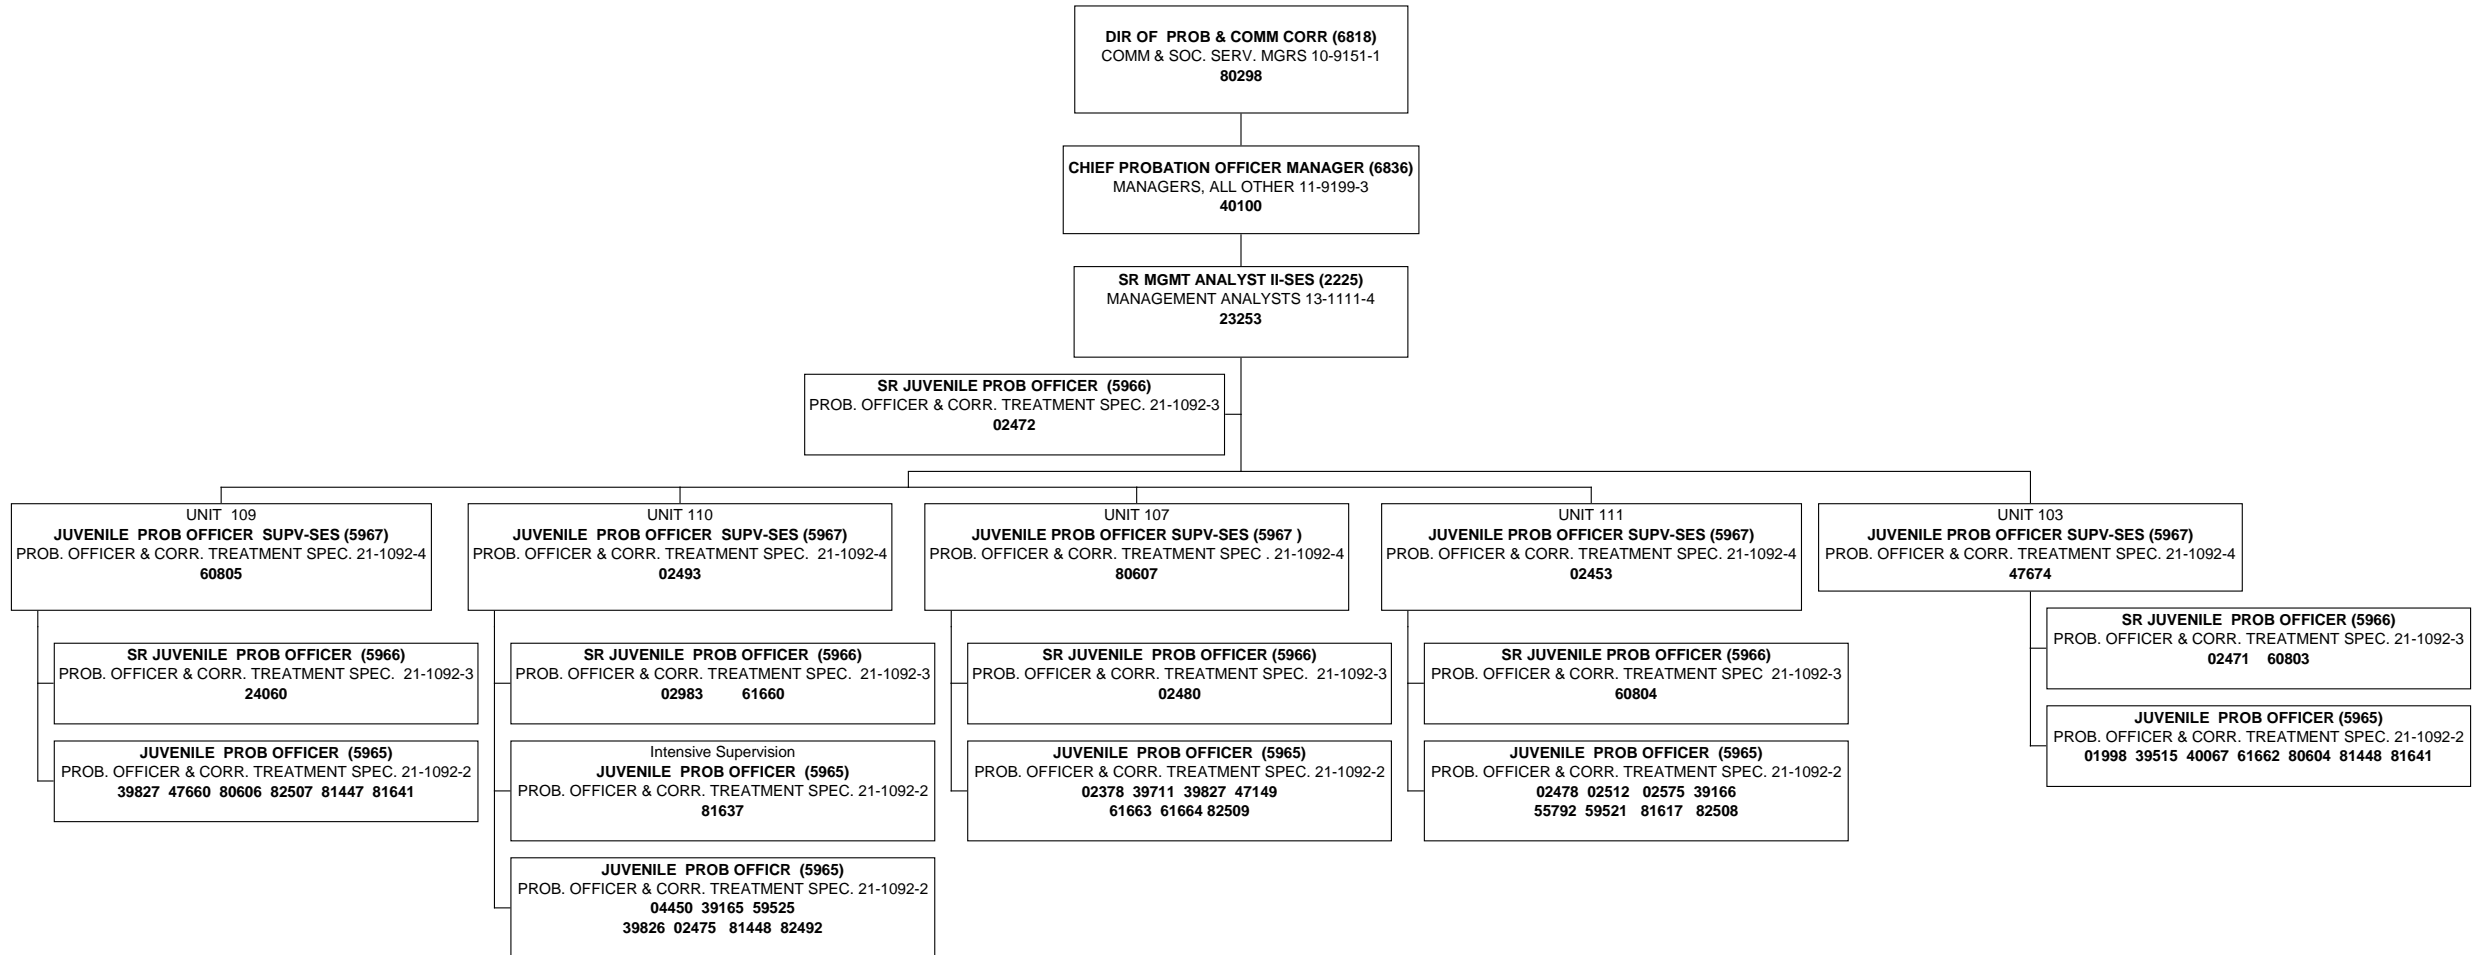 DIR OF PROB & COMM CORR (6818)
COMM & SOC. SERV. MGRS 10-9151-1
80298
CHIEF PROBATION OFFICER MANAGER (6836)
MANAGERS, ALL OTHER 11-9199-3
40100
SR MGMT ANALYST II-SES (2225)
MANAGEMENT ANALYSTS 13-1111-4
23253
SR JUVENILE PROB OFFICER (5966)
PROB. OFFICER & CORR. TREATMENT SPEC. 21-1092-3
02472
UNIT 109
JUVENILE PROB OFFICER SUPV-SES (5967)
PROB. OFFICER & CORR. TREATMENT SPEC. 21-1092-4
60805
SR JUVENILE PROB OFFICER (5966)
PROB. OFFICER & CORR. TREATMENT SPEC. 21-1092-3
24060
JUVENILE PROB OFFICER (5965)
PROB. OFFICER & CORR. TREATMENT SPEC. 21-1092-2
39827 47660 80606 82507 81447 81641
UNIT 110
JUVENILE PROB OFFICER SUPV-SES (5967)
PROB. OFFICER & CORR. TREATMENT SPEC. 21-1092-4
02493
SR JUVENILE PROB OFFICER (5966)
PROB. OFFICER & CORR. TREATMENT SPEC. 21-1092-3
02983 61660
Intensive Supervision
JUVENILE PROB OFFICER (5965)
PROB. OFFICER & CORR. TREATMENT SPEC. 21-1092-2
81637
JUVENILE PROB OFFICR (5965)
PROB. OFFICER & CORR. TREATMENT SPEC. 21-1092-2
04450 39165 59525
39826 02475 81448 82492
UNIT 107
JUVENILE PROB OFFICER SUPV-SES (5967 )
PROB. OFFICER & CORR. TREATMENT SPEC . 21-1092-4
80607
SR JUVENILE PROB OFFICER (5966)
PROB. OFFICER & CORR. TREATMENT SPEC. 21-1092-3
02480
JUVENILE PROB OFFICER (5965)
PROB. OFFICER & CORR. TREATMENT SPEC. 21-1092-2
02378 39711 39827 47149
61663 61664 82509
UNIT 111
JUVENILE PROB OFFICER SUPV-SES (5967)
PROB. OFFICER & CORR. TREATMENT SPEC. 21-1092-4
02453
SR JUVENILE PROB OFFICER (5966)
PROB. OFFICER & CORR. TREATMENT SPEC 21-1092-3
60804
JUVENILE PROB OFFICER (5965)
PROB. OFFICER & CORR. TREATMENT SPEC. 21-1092-2
02478 02512 02575 39166
55792 59521 81617 82508
UNIT 103
JUVENILE PROB OFFICER SUPV-SES (5967)
PROB. OFFICER & CORR. TREATMENT SPEC. 21-1092-4
47674
SR JUVENILE PROB OFFICER (5966)
PROB. OFFICER & CORR. TREATMENT SPEC. 21-1092-3
02471 60803
JUVENILE PROB OFFICER (5965)
PROB. OFFICER & CORR. TREATMENT SPEC. 21-1092-2
01998 39515 40067 61662 80604 81448 81641